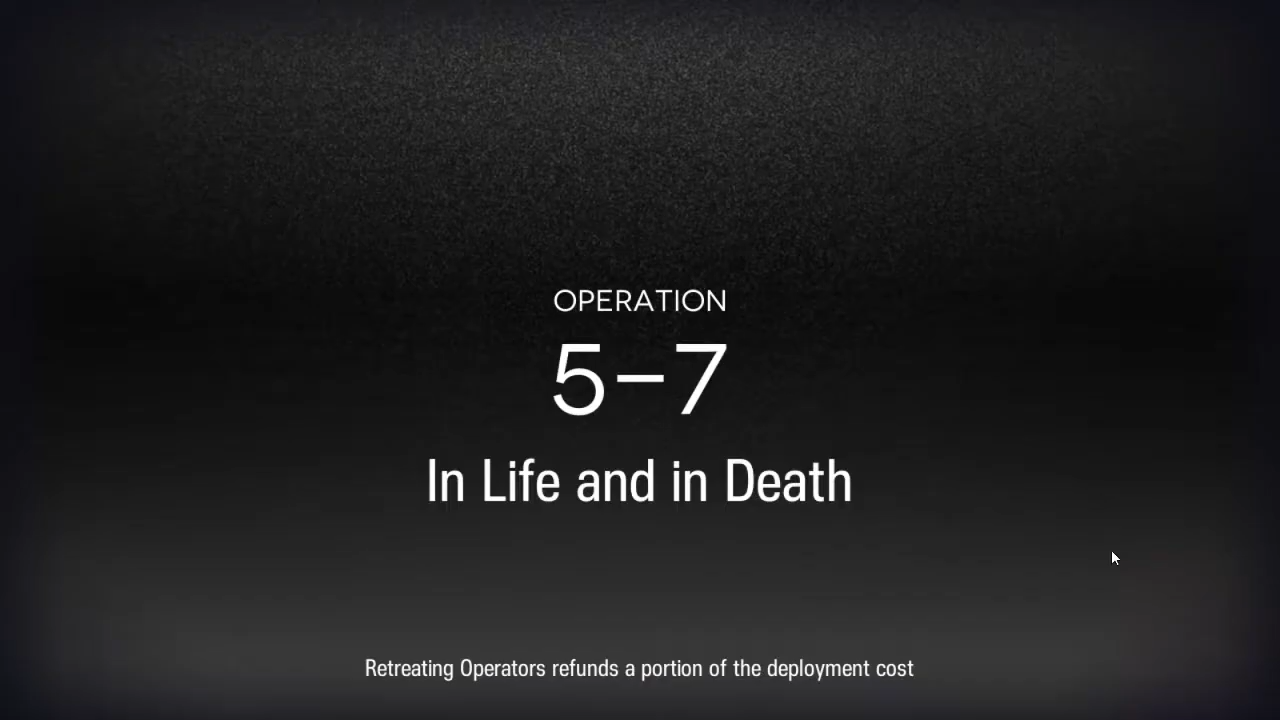 OPERATION
5–7
In Life and in Death
Retreating Operators refunds a portion of the deployment cost